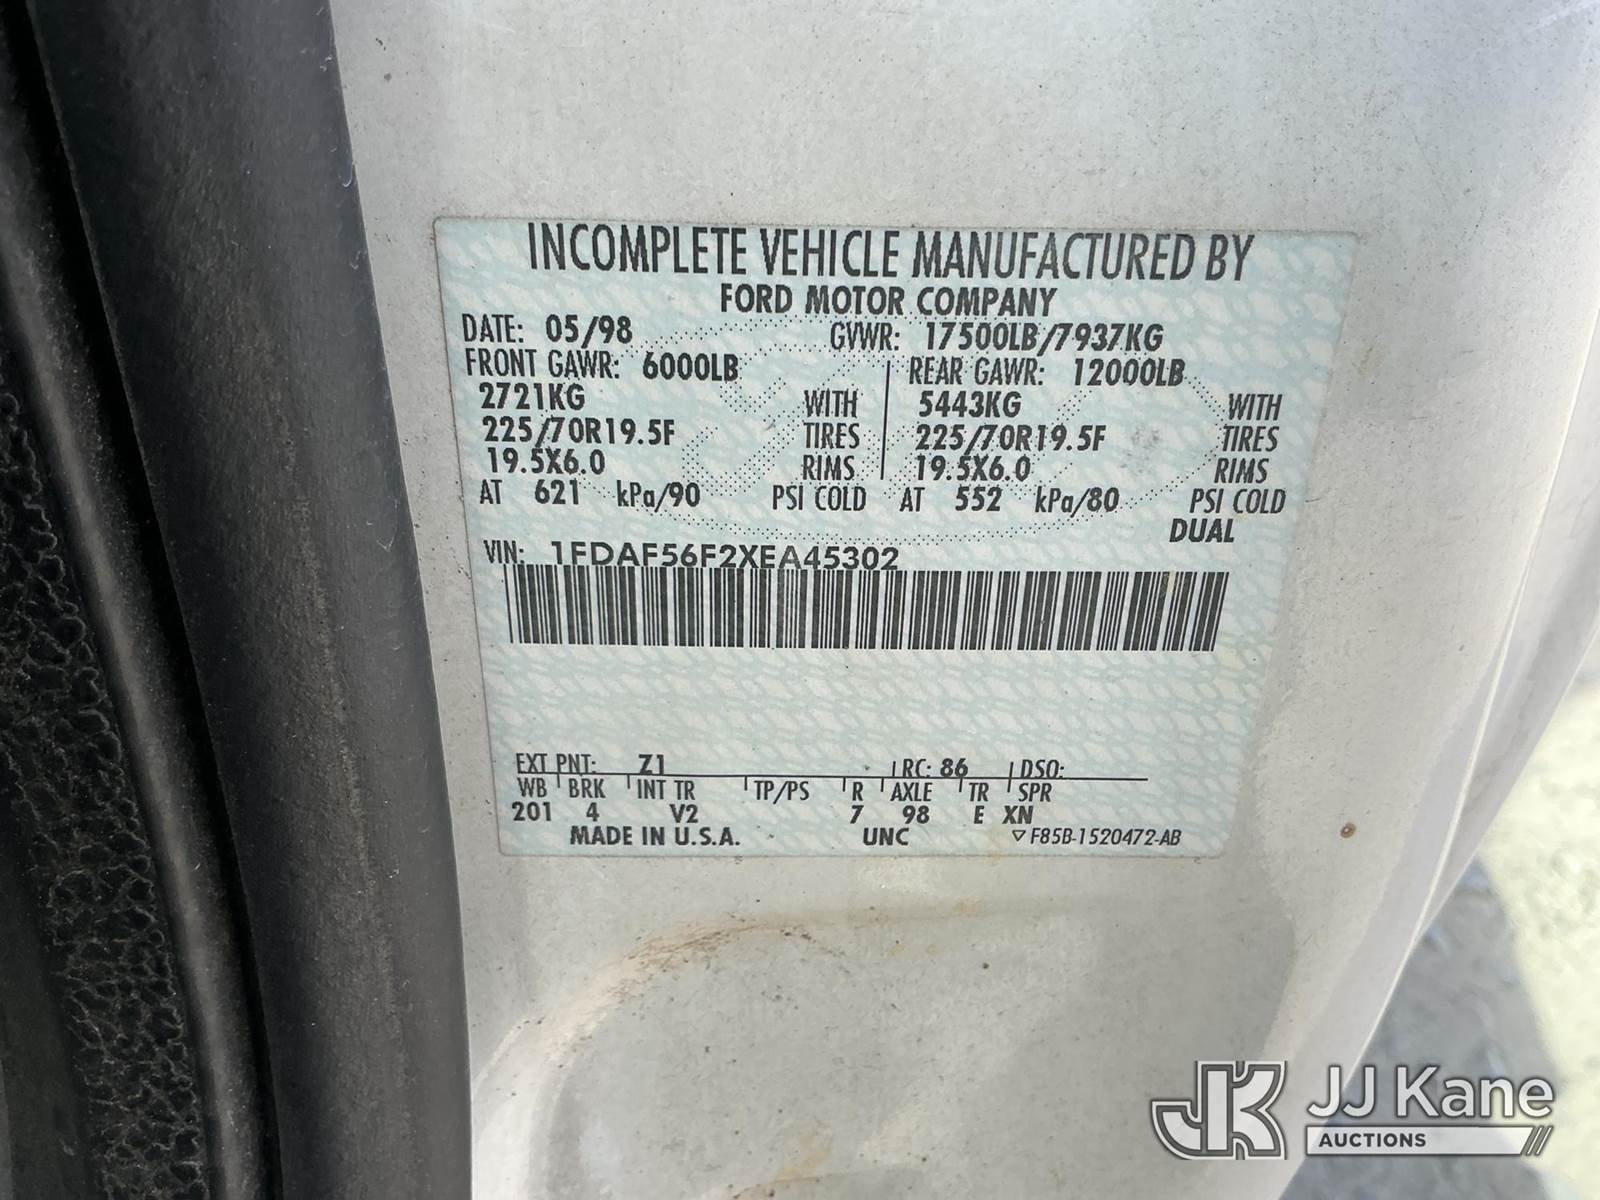 INCOMPLETE VEHICLE MANUFACTURED BY
FORD MOTOR COMPANY
DATE: 05/98 GVWR: 17500LB/7937KG
FRONT GAWR: 6000LB REAR GAWR: 12000LB
2721KG WITH 5443KG WITH
225/70R19.5F TIRES 225/70R19.5F TIRES
19.5X6.0 RIMS 19.5X6.0 RIMS
AT 621 kPa/90 PSI COLD AT 552 kPa/80 PSI COLD
DUAL
VIN: 1FDAF56F2XEA45302
EXT PNT: Z1 RC: 86 DSO:
WB BRK INT TR TP/PS R AXLE TR SPR
201 4 V2 7 98 E XN
MADE IN U.S.A. UNC ▽ F85B-1520472-AB
JK JJ Kane
AUCTIONS